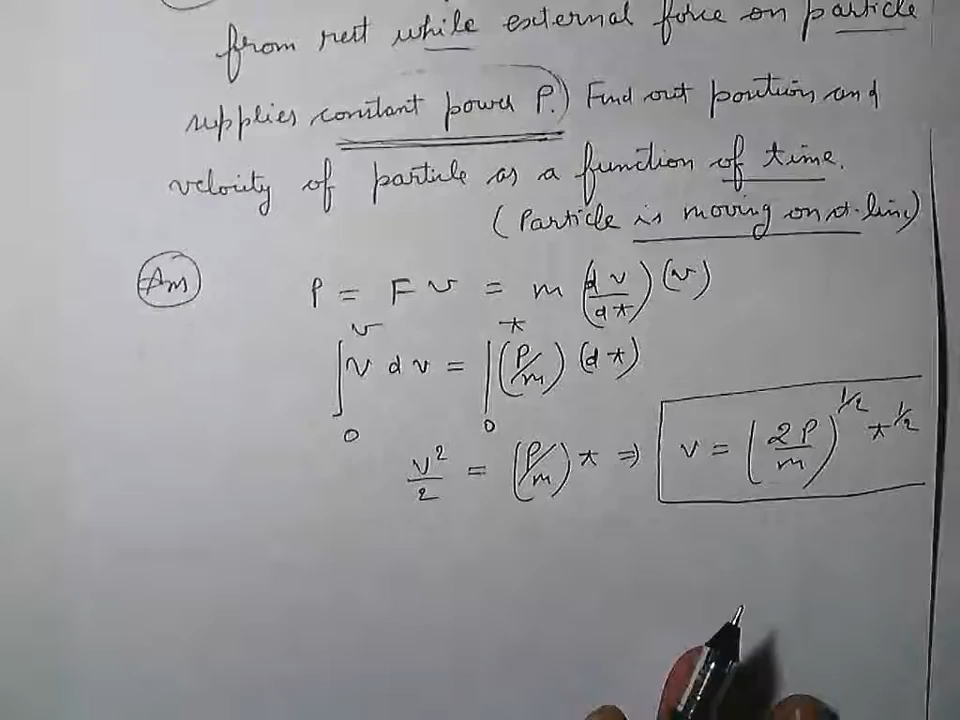 from rest while external force on particle
supplies constant power P.) Find out position and
velocity of particle as a function of time.
(Particle is moving on st. line)
Ans P = F v = m (dv/dt) (v)
∫₀ᵛ v dv = ∫₀ᵗ (P/m) (dt)
v²/2 = (P/m) t ⇒ v = (2P/m)^1/2 t^1/2